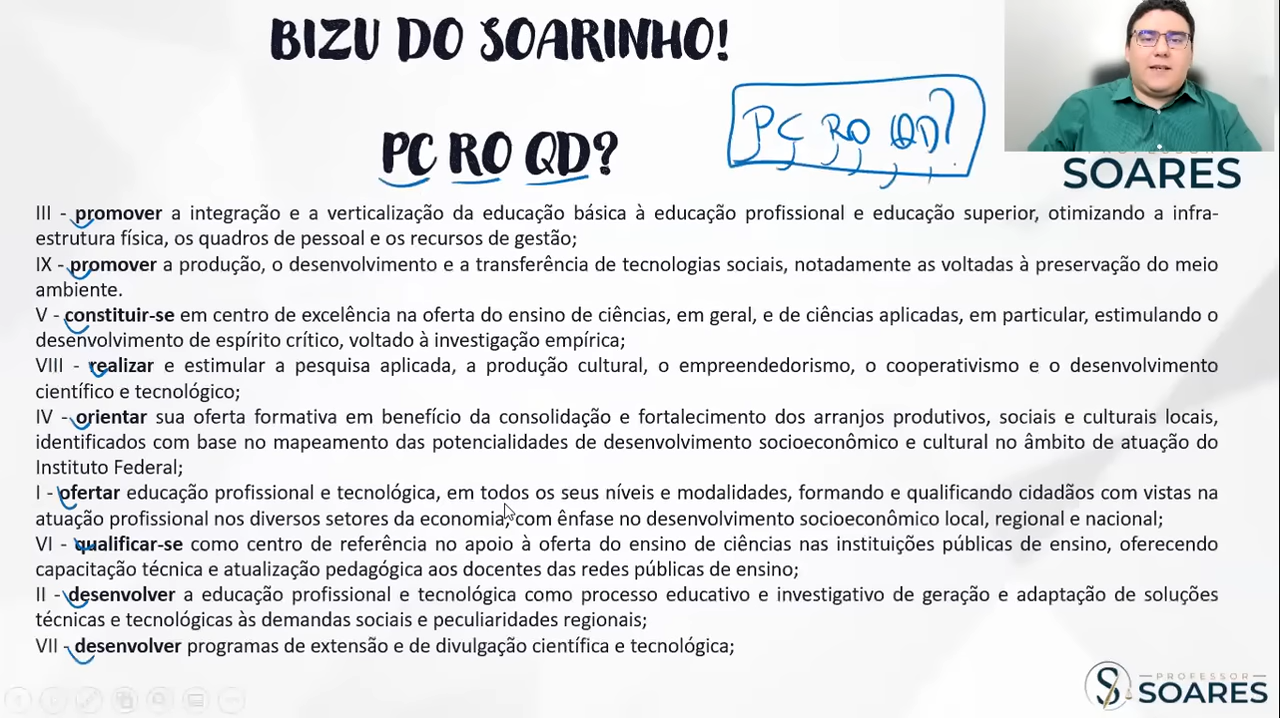 BIZU DO SOARINHO!
PC RO QD?
PC RO QD?
SOARES
III - promover a integração e a verticalização da educação básica à educação profissional e educação superior, otimizando a infra-
estrutura física, os quadros de pessoal e os recursos de gestão;
IX - promover a produção, o desenvolvimento e a transferência de tecnologias sociais, notadamente as voltadas à preservação do meio
ambiente.
V - constituir-se em centro de excelência na oferta do ensino de ciências, em geral, e de ciências aplicadas, em particular, estimulando o
desenvolvimento de espírito crítico, voltado à investigação empírica;
VIII - realizar e estimular a pesquisa aplicada, a produção cultural, o empreendedorismo, o cooperativismo e o desenvolvimento
científico e tecnológico;
IV - orientar sua oferta formativa em benefício da consolidação e fortalecimento dos arranjos produtivos, sociais e culturais locais,
identificados com base no mapeamento das potencialidades de desenvolvimento socioeconômico e cultural no âmbito de atuação do
Instituto Federal;
I - ofertar educação profissional e tecnológica, em todos os seus níveis e modalidades, formando e qualificando cidadãos com vistas na
atuação profissional nos diversos setores da economia, com ênfase no desenvolvimento socioeconômico local, regional e nacional;
VI - qualificar-se como centro de referência no apoio à oferta do ensino de ciências nas instituições públicas de ensino, oferecendo
capacitação técnica e atualização pedagógica aos docentes das redes públicas de ensino;
II - desenvolver a educação profissional e tecnológica como processo educativo e investigativo de geração e adaptação de soluções
técnicas e tecnológicas às demandas sociais e peculiaridades regionais;
VII - desenvolver programas de extensão e de divulgação científica e tecnológica;
PROFESSOR
SOARES